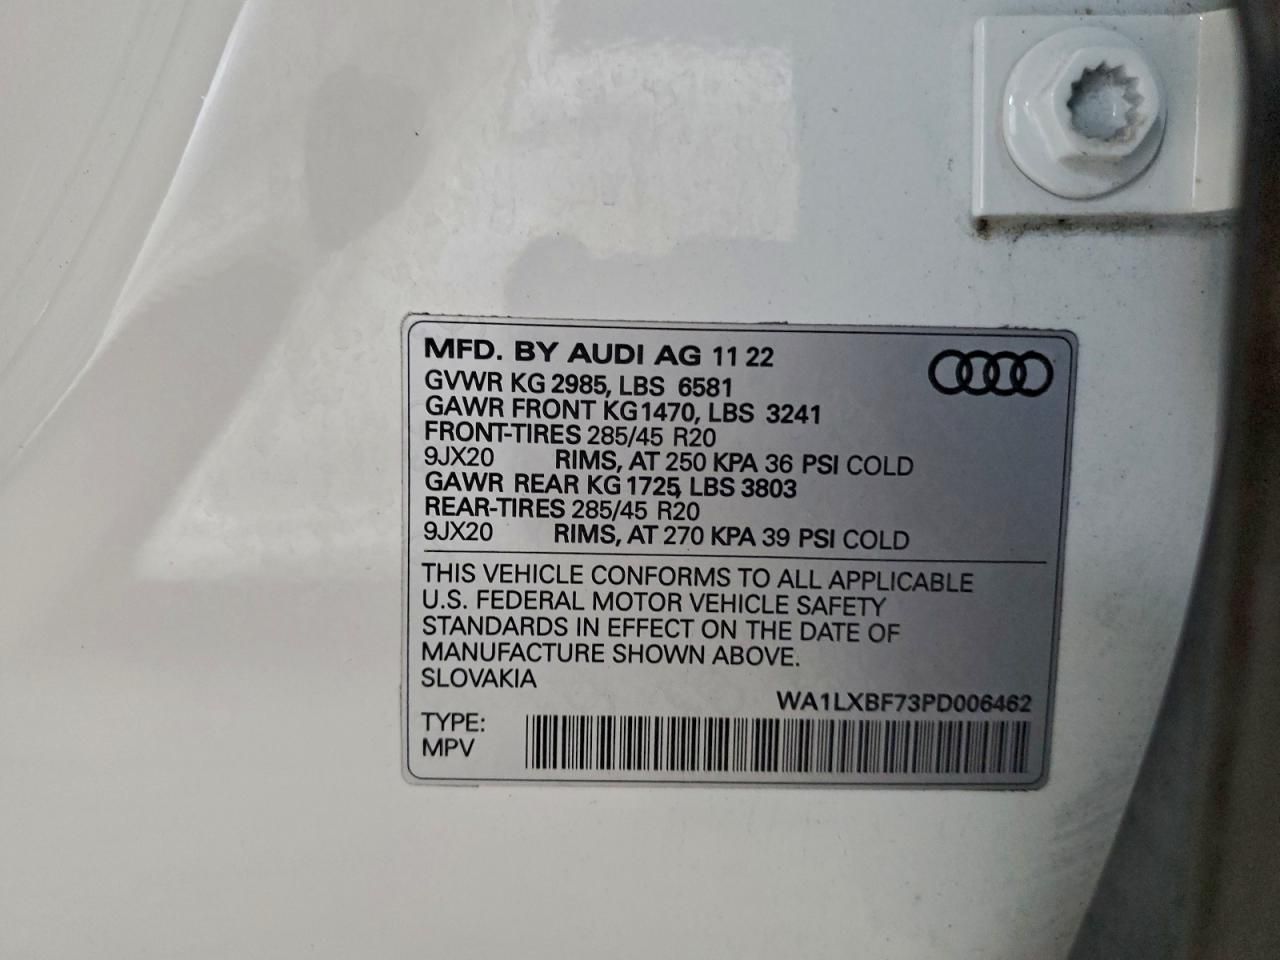 MFD. BY AUDI AG 11 22
GVWR KG 2985, LBS 6581
GAWR FRONT KG1470, LBS 3241
FRONT-TIRES 285/45 R20
9JX20 RIMS, AT 250 KPA 36 PSI COLD
GAWR REAR KG 1725, LBS 3803
REAR-TIRES 285/45 R20
9JX20 RIMS, AT 270 KPA 39 PSI COLD
THIS VEHICLE CONFORMS TO ALL APPLICABLE
U.S. FEDERAL MOTOR VEHICLE SAFETY
STANDARDS IN EFFECT ON THE DATE OF
MANUFACTURE SHOWN ABOVE.
SLOVAKIA
WA1LXBF73PD006462
TYPE:
MPV